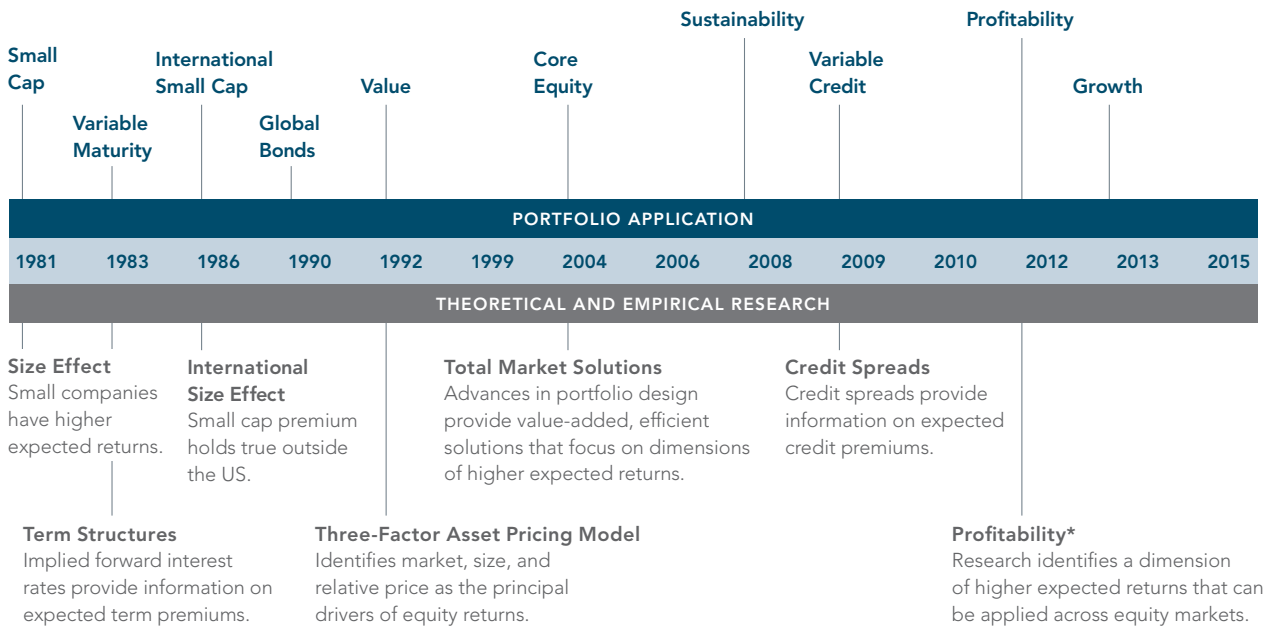 Sustainability
Profitability
Small
Cap
International
Small Cap
Value
Core
Equity
Variable
Credit
Growth
Variable
Maturity
Global
Bonds
PORTFOLIO APPLICATION
1981 1983 1986 1990 1992 1999 2004 2006 2008 2009 2010 2012 2013 2015
THEORETICAL AND EMPIRICAL RESEARCH
Size Effect
Small companies
have higher
expected returns.
International
Size Effect
Small cap premium
holds true outside
the US.
Total Market Solutions
Advances in portfolio design
provide value-added, efficient
solutions that focus on dimensions
of higher expected returns.
Credit Spreads
Credit spreads provide
information on expected
credit premiums.
Term Structures
Implied forward interest
rates provide information on
expected term premiums.
Three-Factor Asset Pricing Model
Identifies market, size, and
relative price as the principal
drivers of equity returns.
Profitability*
Research identifies a dimension
of higher expected returns that can
be applied across equity markets.